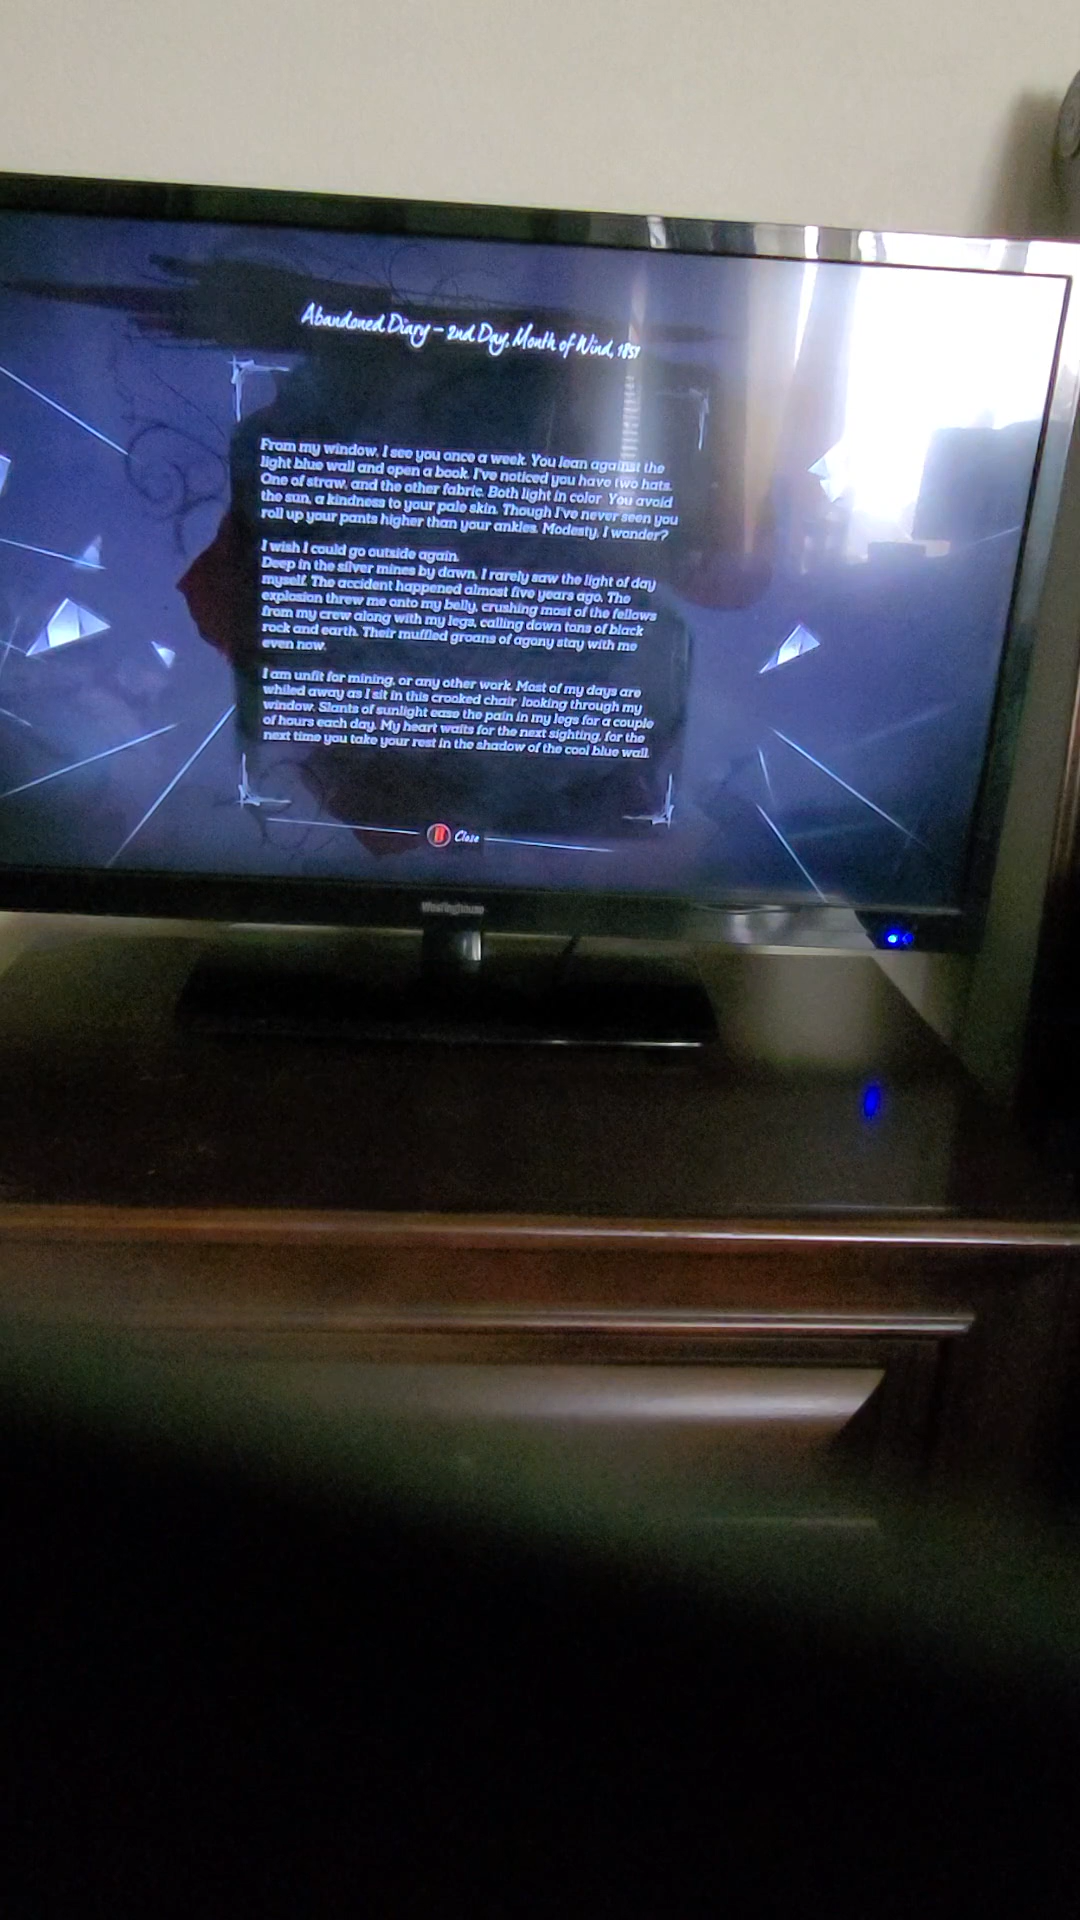 Abandoned Diary - 2nd Day, Month of Wind, 1851
From my window, I see you once a week. You lean against the
light blue wall and open a book. I've noticed you have two hats.
One of straw, and the other fabric. Both light in color. You avoid
the sun, a kindness to your pale skin. Though I've never seen you
roll up your pants higher than your ankles. Modesty, I wonder?
I wish I could go outside again.
Deep in the silver mines by dawn, I rarely saw the light of day
myself. The accident happened almost five years ago. The
explosion threw me onto my belly, crushing most of the fellows
from my crew along with my legs, calling down tons of black
rock and earth. Their muffled groans of agony stay with me
even now.
I am unfit for mining, or any other work. Most of my days are
whiled away as I sit in this crooked chair, looking through my
window. Slants of sunlight ease the pain in my legs for a couple
of hours each day. My heart waits for the next sighting, for the
next time you take your rest in the shadow of the cool blue wall.
B Close
Westinghouse